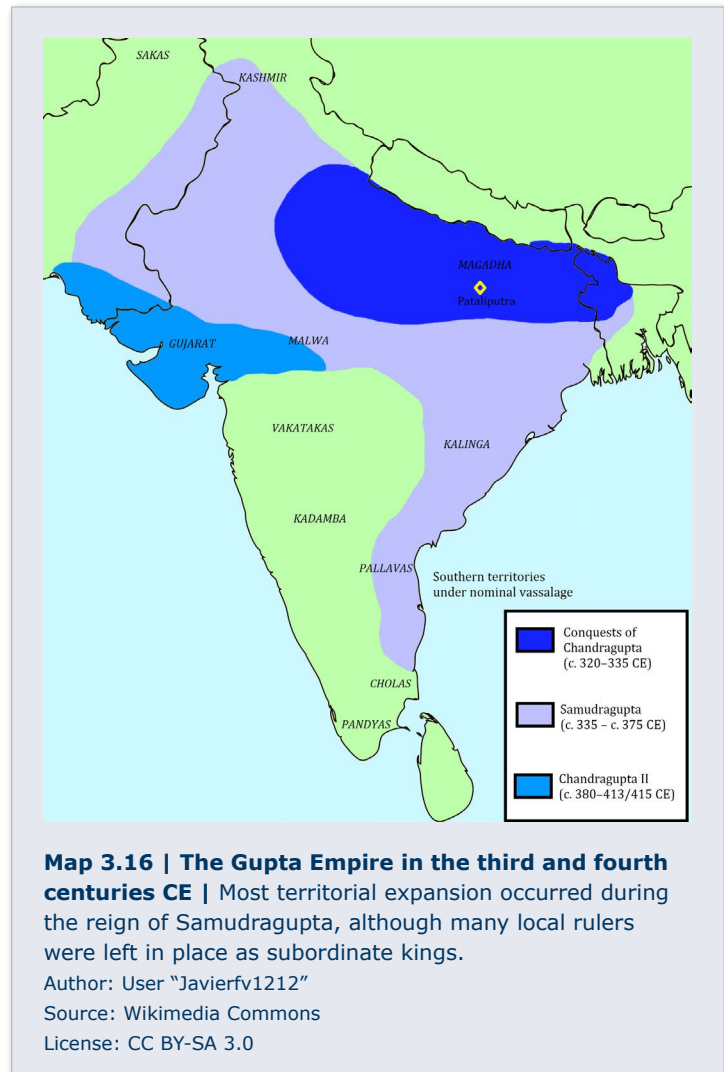 SAKAS
KASHMIR
MAGADHA
Pataliputra
GUJARAT
MALWA
VAKATAKAS
KALINGA
KADAMBA
PALLAVAS
Southern territories
under nominal vassalage
CHOLAS
PANDYAS
Conquests of
Chandragupta
(c. 320–335 CE)
Samudragupta
(c. 335 – c. 375 CE)
Chandragupta II
(c. 380–413/415 CE)
Map 3.16 | The Gupta Empire in the third and fourth
centuries CE | Most territorial expansion occurred during
the reign of Samudragupta, although many local rulers
were left in place as subordinate kings.
Author: User “Javierfv1212”
Source: Wikimedia Commons
License: CC BY-SA 3.0